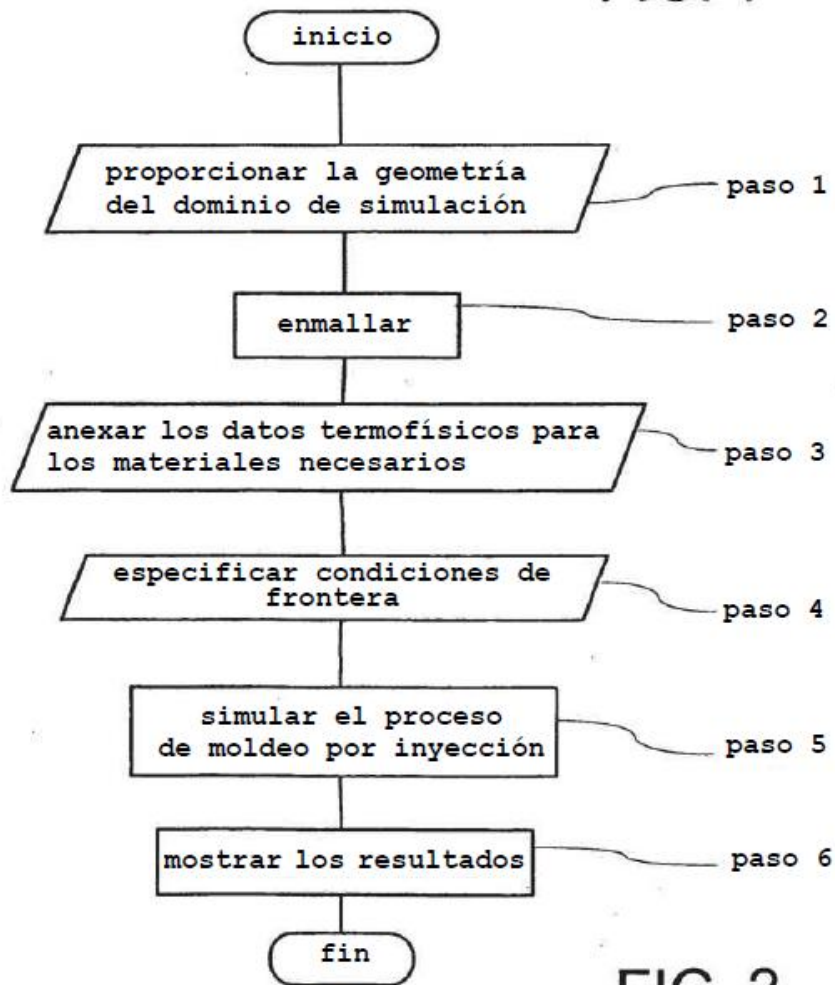 inicio
proporcionar la geometría
del dominio de simulación
paso 1
enmallar
paso 2
anexar los datos termofísicos para
los materiales necesarios
paso 3
especificar condiciones de
frontera
paso 4
simular el proceso
de moldeo por inyección
paso 5
mostrar los resultados
paso 6
fin